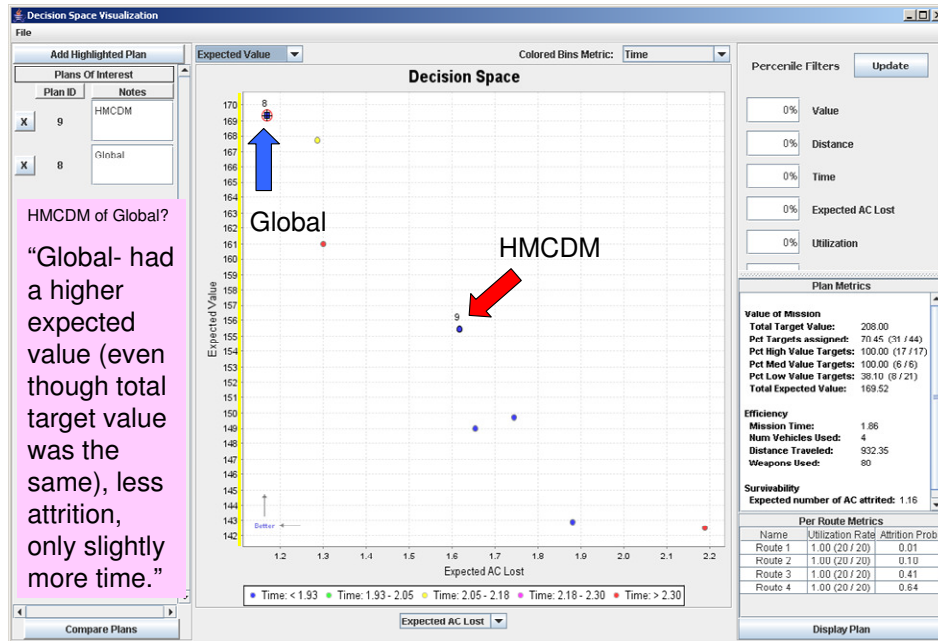 Decision Space Visualization
File
Add Highlighted Plan
Plans Of Interest
Plan ID Notes
X 9 HMCDM
X 8 Global
HMCDM of Global?
“Global- had
a higher
expected
value (even
though total
target value
was the
same), less
attrition,
only slightly
more time.”
Compare Plans
Expected Value
Colored Bins Metric: Time
Decision Space
Expected Value
170
169
168
167
166
165
164
163
162
161
160
159
158
157
156
155
154
153
152
151
150
149
148
147
146
145
144
143
142
8
Global
HMCDM
9
Better
1.2 1.3 1.4 1.5 1.6 1.7 1.8 1.9 2.0 2.1 2.2
Expected AC Lost
Time: < 1.93 Time: 1.93 - 2.05 Time: 2.05 - 2.18 Time: 2.18 - 2.30 Time: > 2.30
Expected AC Lost
Percenile Filters Update
0% Value
0% Distance
0% Time
0% Expected AC Lost
0% Utilization
Plan Metrics
Value of Mission
Total Target Value: 208.00
Pct Targets assigned: 70.45 (31 / 44)
Pct High Value Targets: 100.00 (17 / 17)
Pct Med Value Targets: 100.00 (6 / 6)
Pct Low Value Targets: 38.10 (8 / 21)
Total Expected Value: 169.52
Efficiency
Mission Time: 1.86
Num Vehicles Used: 4
Distance Traveled: 932.35
Weapons Used: 80
Survivability
Expected number of AC attrited: 1.16
Per Route Metrics
Name Utilization Rate Attrition Prob
Route 1 1.00 (20 / 20) 0.01
Route 2 1.00 (20 / 20) 0.10
Route 3 1.00 (20 / 20) 0.41
Route 4 1.00 (20 / 20) 0.64
Display Plan